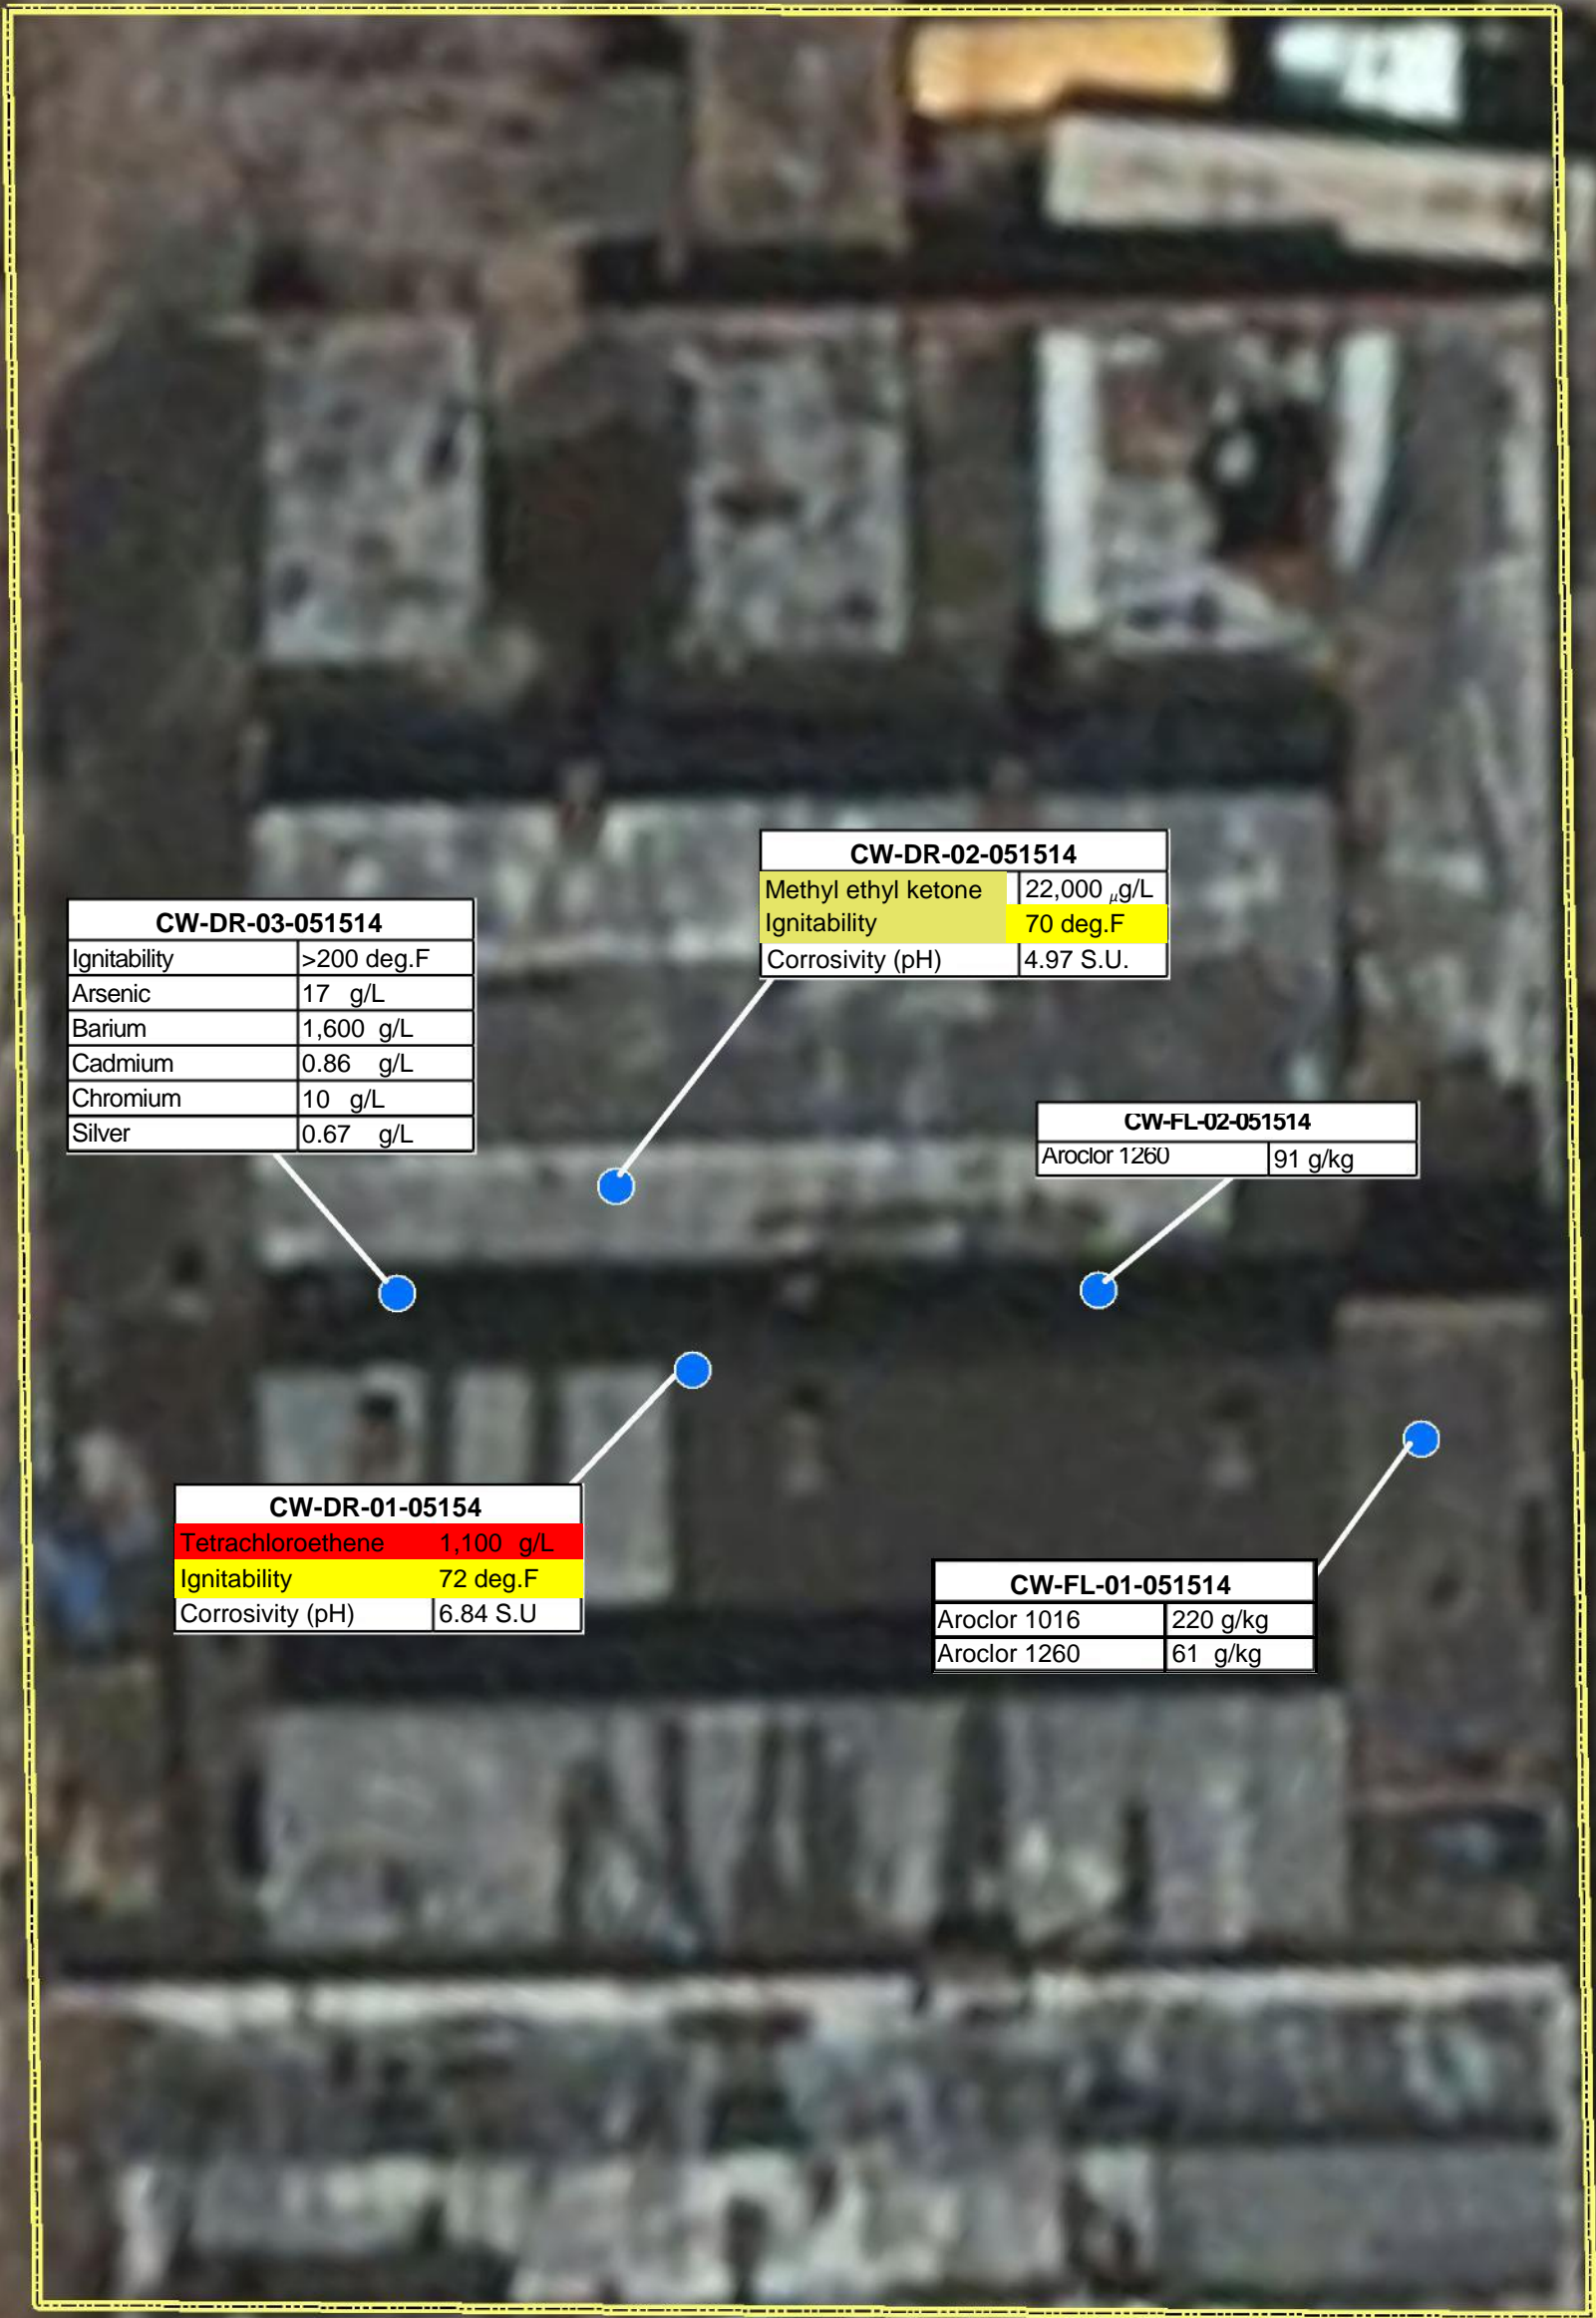 CW-DR-02-051514
Methyl ethyl ketone 22,000 μg/L
Ignitability 70 deg.F
Corrosivity (pH) 4.97 S.U.
CW-DR-03-051514
Ignitability >200 deg.F
Arsenic 17 g/L
Barium 1,600 g/L
Cadmium 0.86 g/L
Chromium 10 g/L
Silver 0.67 g/L
CW-FL-02-051514
Aroclor 1260 91 g/kg
CW-DR-01-05154
Tetrachloroethene 1,100 g/L
Ignitability 72 deg.F
Corrosivity (pH) 6.84 S.U
CW-FL-01-051514
Aroclor 1016 220 g/kg
Aroclor 1260 61 g/kg